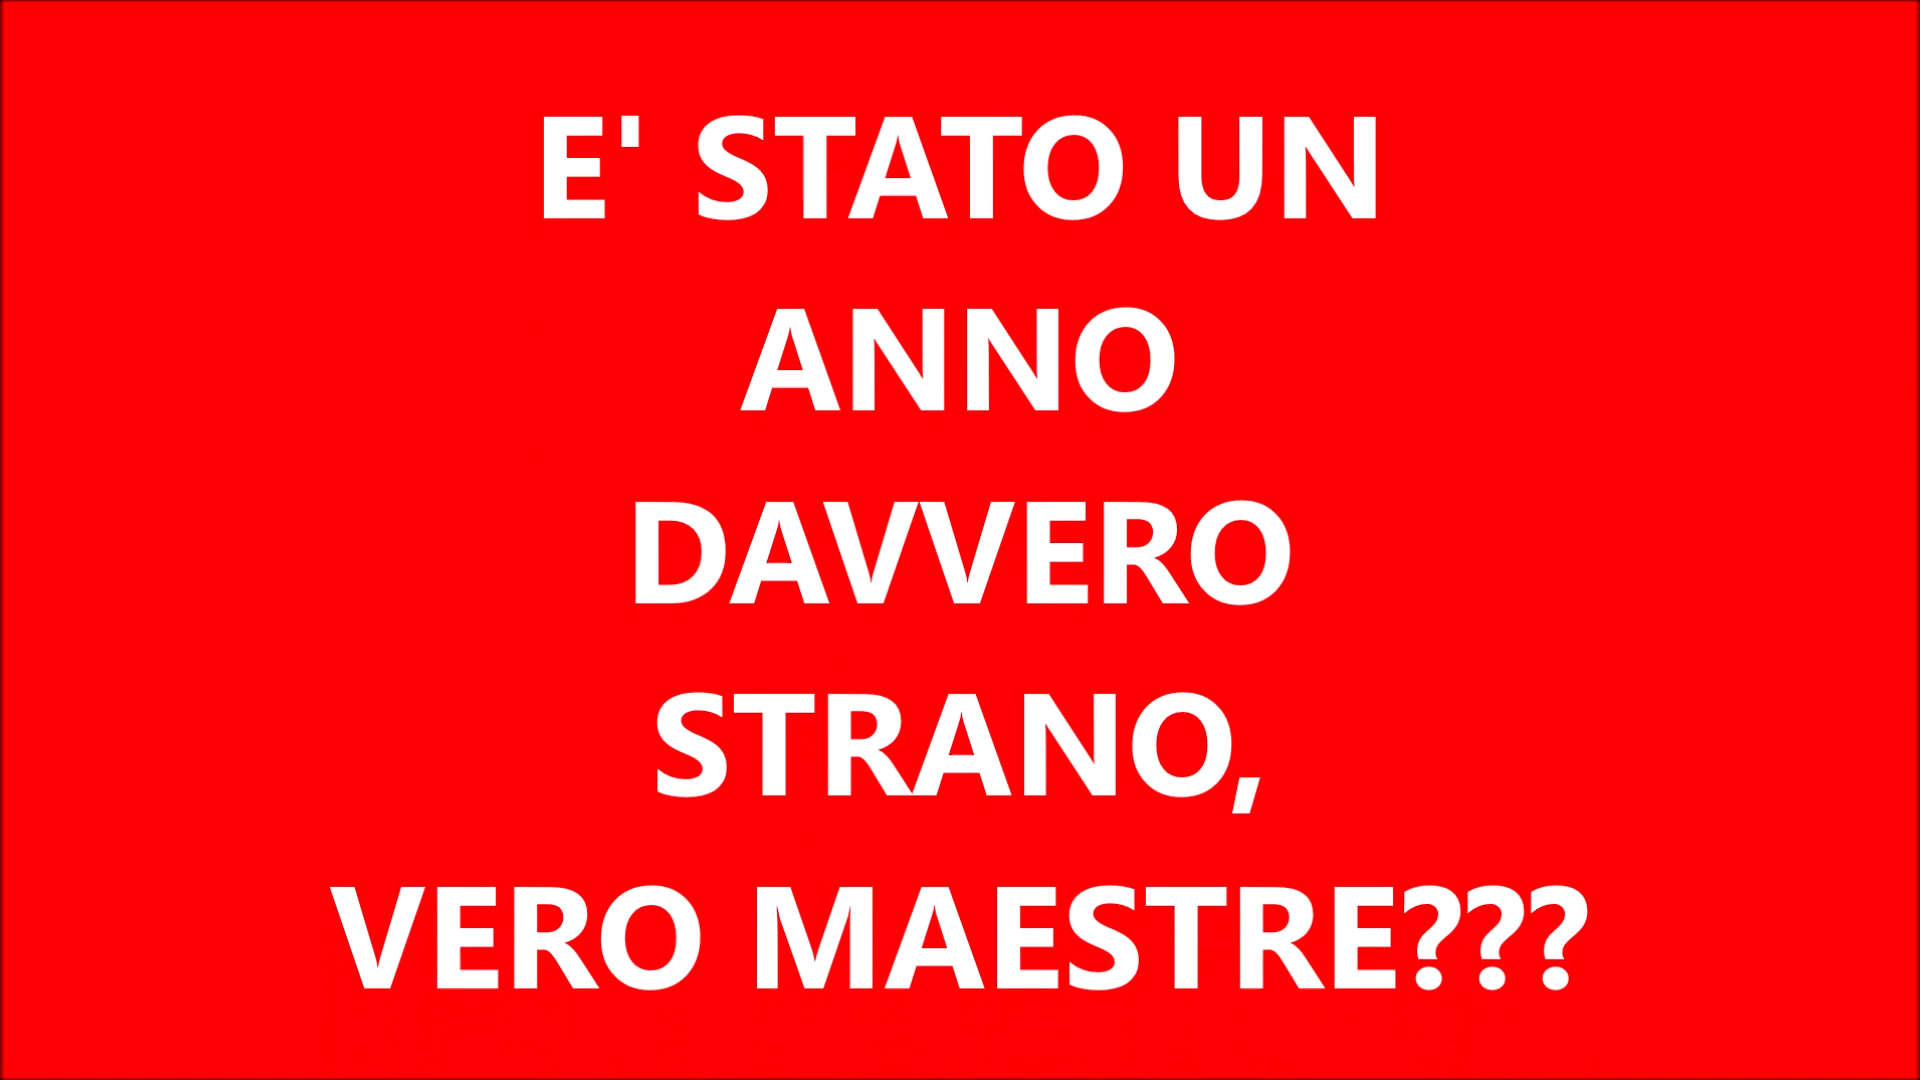 E' STATO UN
ANNO
DAVVERO
STRANO,
VERO MAESTRE???